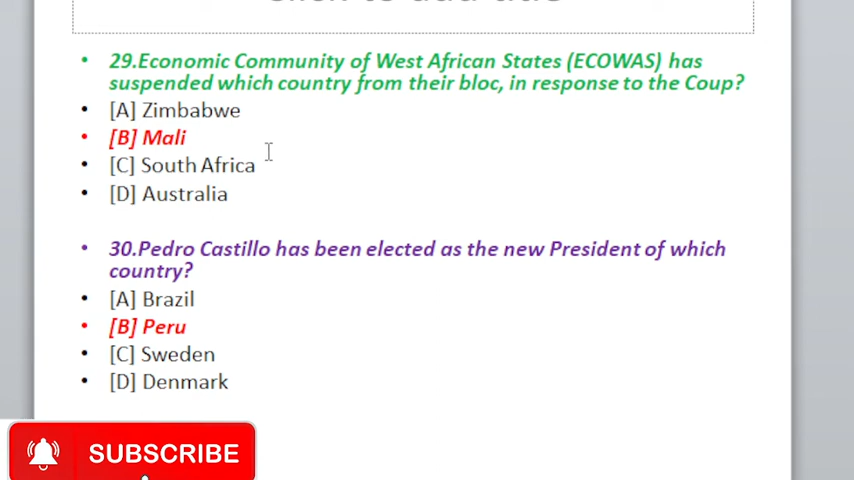 29.Economic Community of West African States (ECOWAS) has
suspended which country from their bloc, in response to the Coup?
[A] Zimbabwe
[B] Mali
[C] South Africa
[D] Australia
30.Pedro Castillo has been elected as the new President of which
country?
[A] Brazil
[B] Peru
[C] Sweden
[D] Denmark
SUBSCRIBE